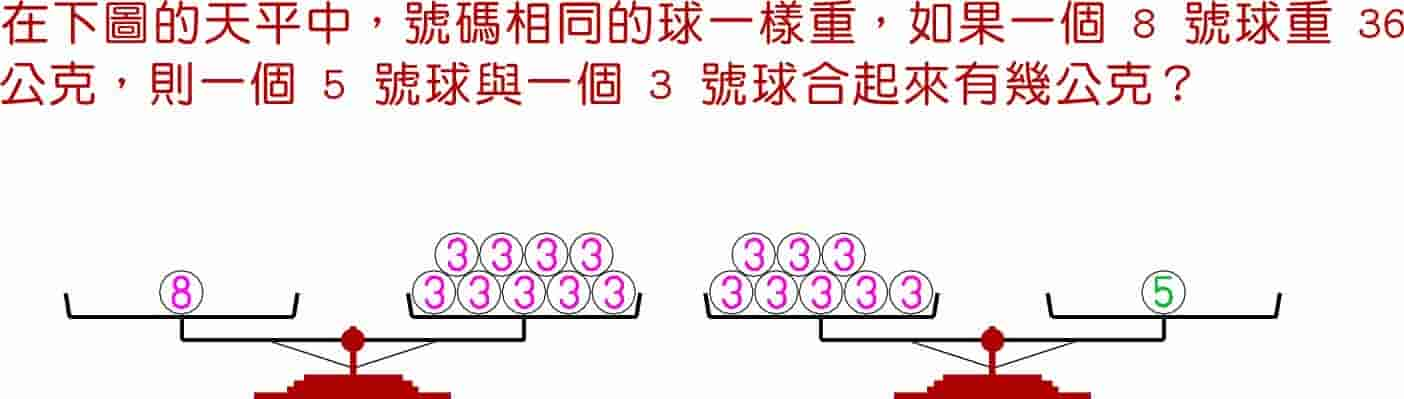 在下圖的天平中，號碼相同的球一樣重，如果一個 8 號球重 36
公克，則一個 5 號球與一個 3 號球合起來有幾公克？
3 3 3 3 3 3 3
8 3 3 3 3 3 3 3 3 3 3 5